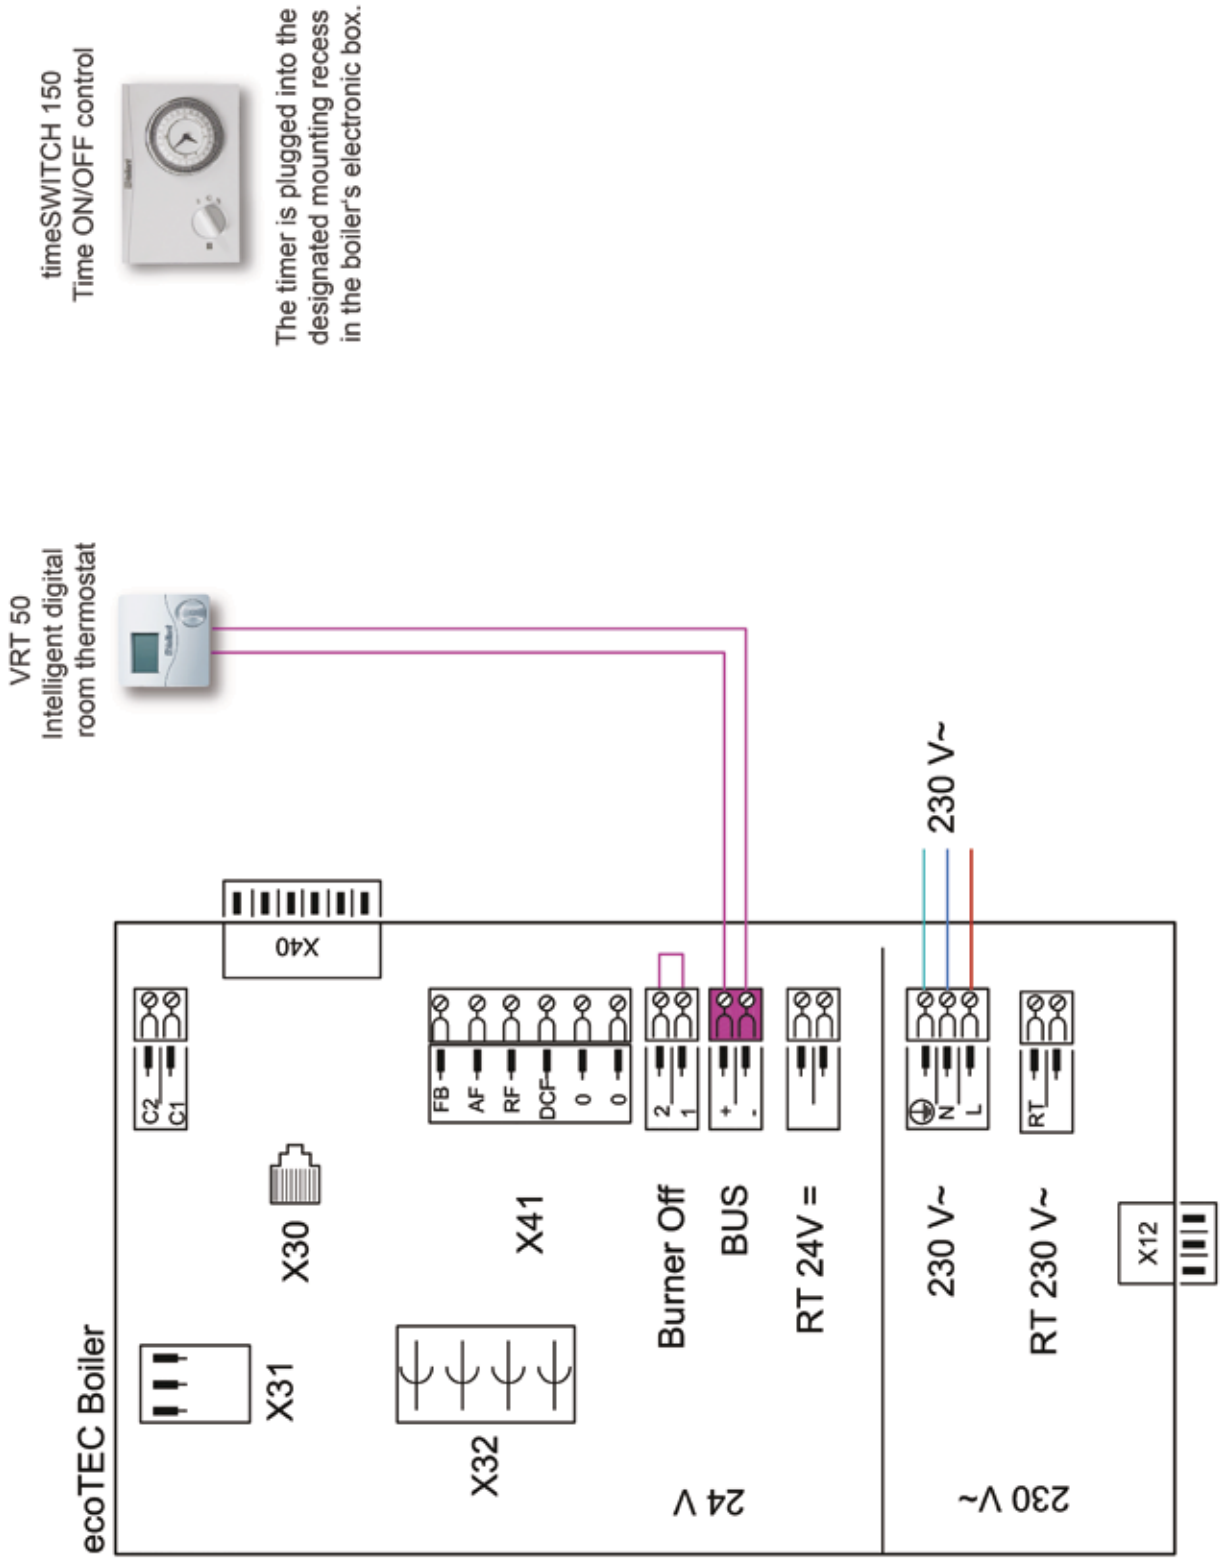 ecoTEC Boiler
VRT 50
Intelligent digital
room thermostat
timeSWITCH 150
Time ON/OFF control
The timer is plugged into the
designated mounting recess
in the boiler's electronic box.
X31
X30
C2
C1
X40
X32
X41
FB
AF
RF
DCF
0
0
Burner Off
2
1
BUS
+
-
RT 24V =
24 V
230 V~
N
L
230 V~
RT 230 V~
RT
230 V~
X12